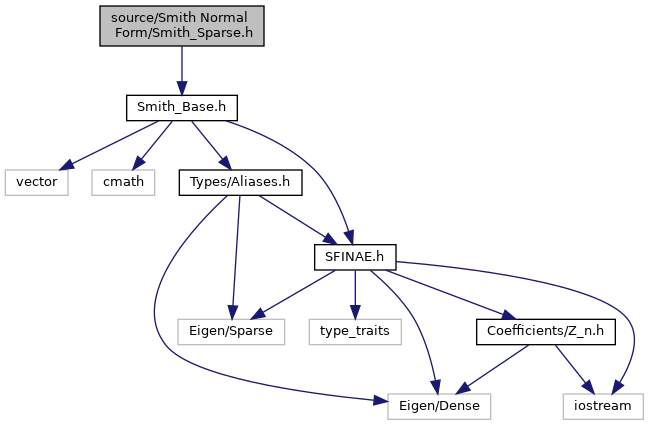 source/Smith Normal
Form/Smith_Sparse.h
Smith_Base.h
vector
cmath
Types/Aliases.h
SFINAE.h
Eigen/Sparse
type_traits
Coefficients/Z_n.h
Eigen/Dense
iostream